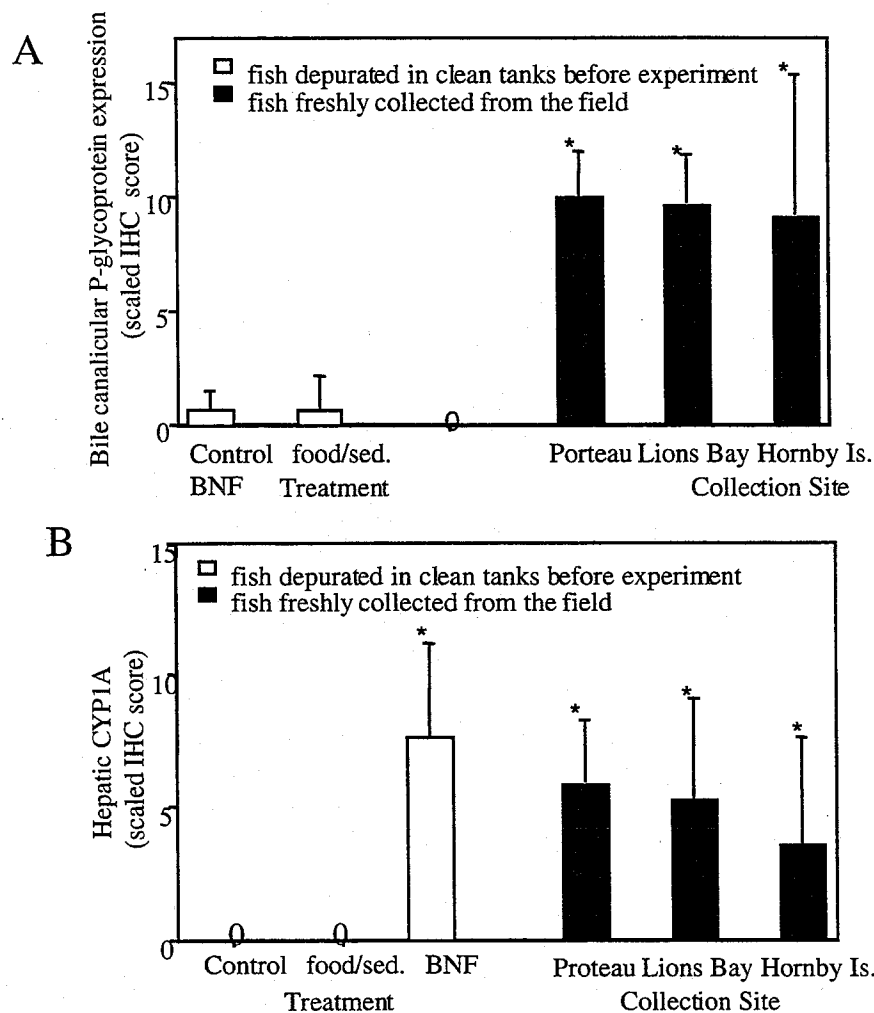 A
Bile canalicular P-glycoprotein expression
(scaled IHC score)
fish depurated in clean tanks before experiment
fish freshly collected from the field
15
10
5
0
*
*
*
0
Control food/sed.
BNF Treatment
Porteau Lions Bay Hornby Is.
Collection Site
B
Hepatic CYP1A
(scaled IHC score)
fish depurated in clean tanks before experiment
fish freshly collected from the field
15
10
5
0
*
*
*
*
0
0
Control food/sed. BNF
Treatment
Proteau Lions Bay Hornby Is.
Collection Site